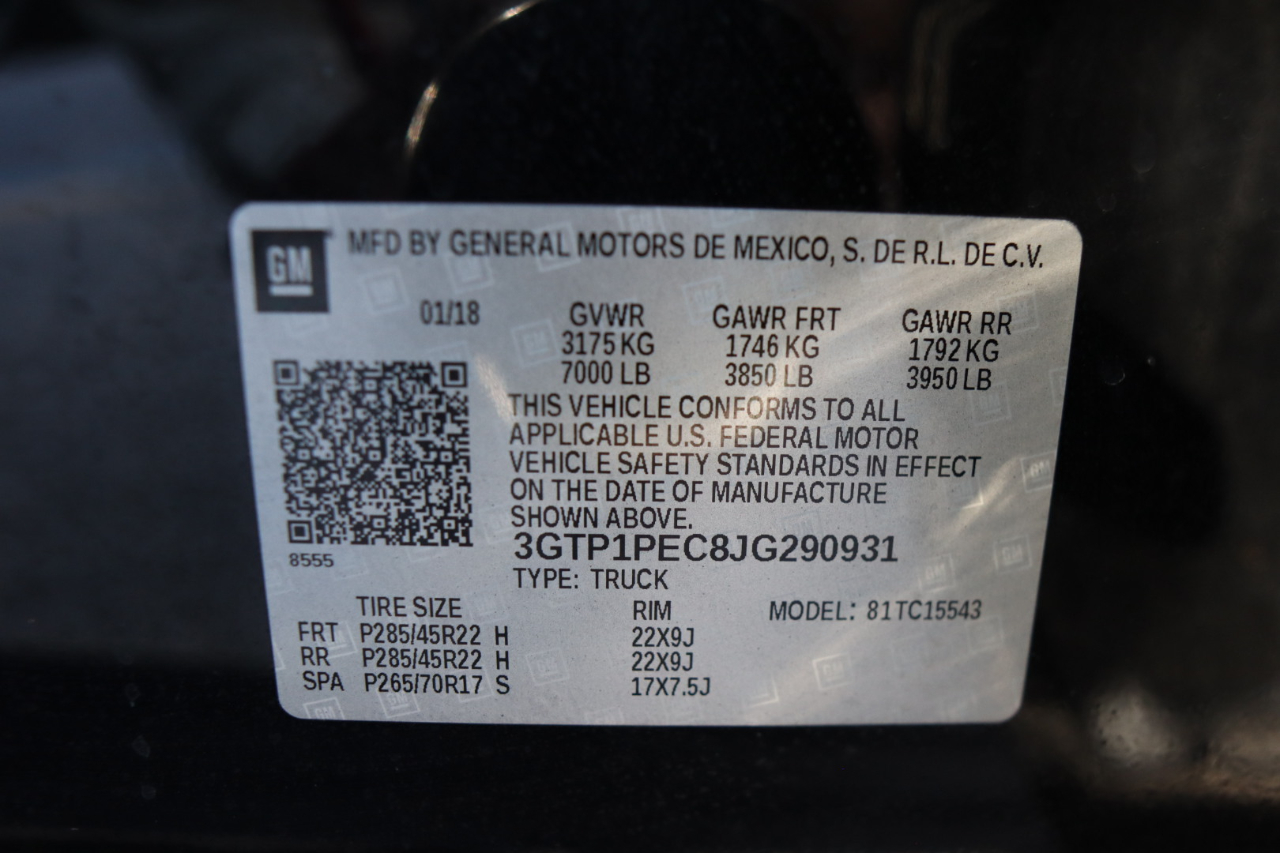 GM MFD BY GENERAL MOTORS DE MEXICO, S. DE R.L. DE C.V.
01/18 GVWR GAWR FRT GAWR RR
3175 KG 1746 KG 1792 KG
7000 LB 3850 LB 3950 LB
THIS VEHICLE CONFORMS TO ALL
APPLICABLE U.S. FEDERAL MOTOR
VEHICLE SAFETY STANDARDS IN EFFECT
ON THE DATE OF MANUFACTURE
SHOWN ABOVE.
3GTP1PEC8JG290931
8555
TYPE: TRUCK
TIRE SIZE RIM MODEL: 81TC15543
FRT P285/45R22 H 22X9J
RR P285/45R22 H 22X9J
SPA P265/70R17 S 17X7.5J